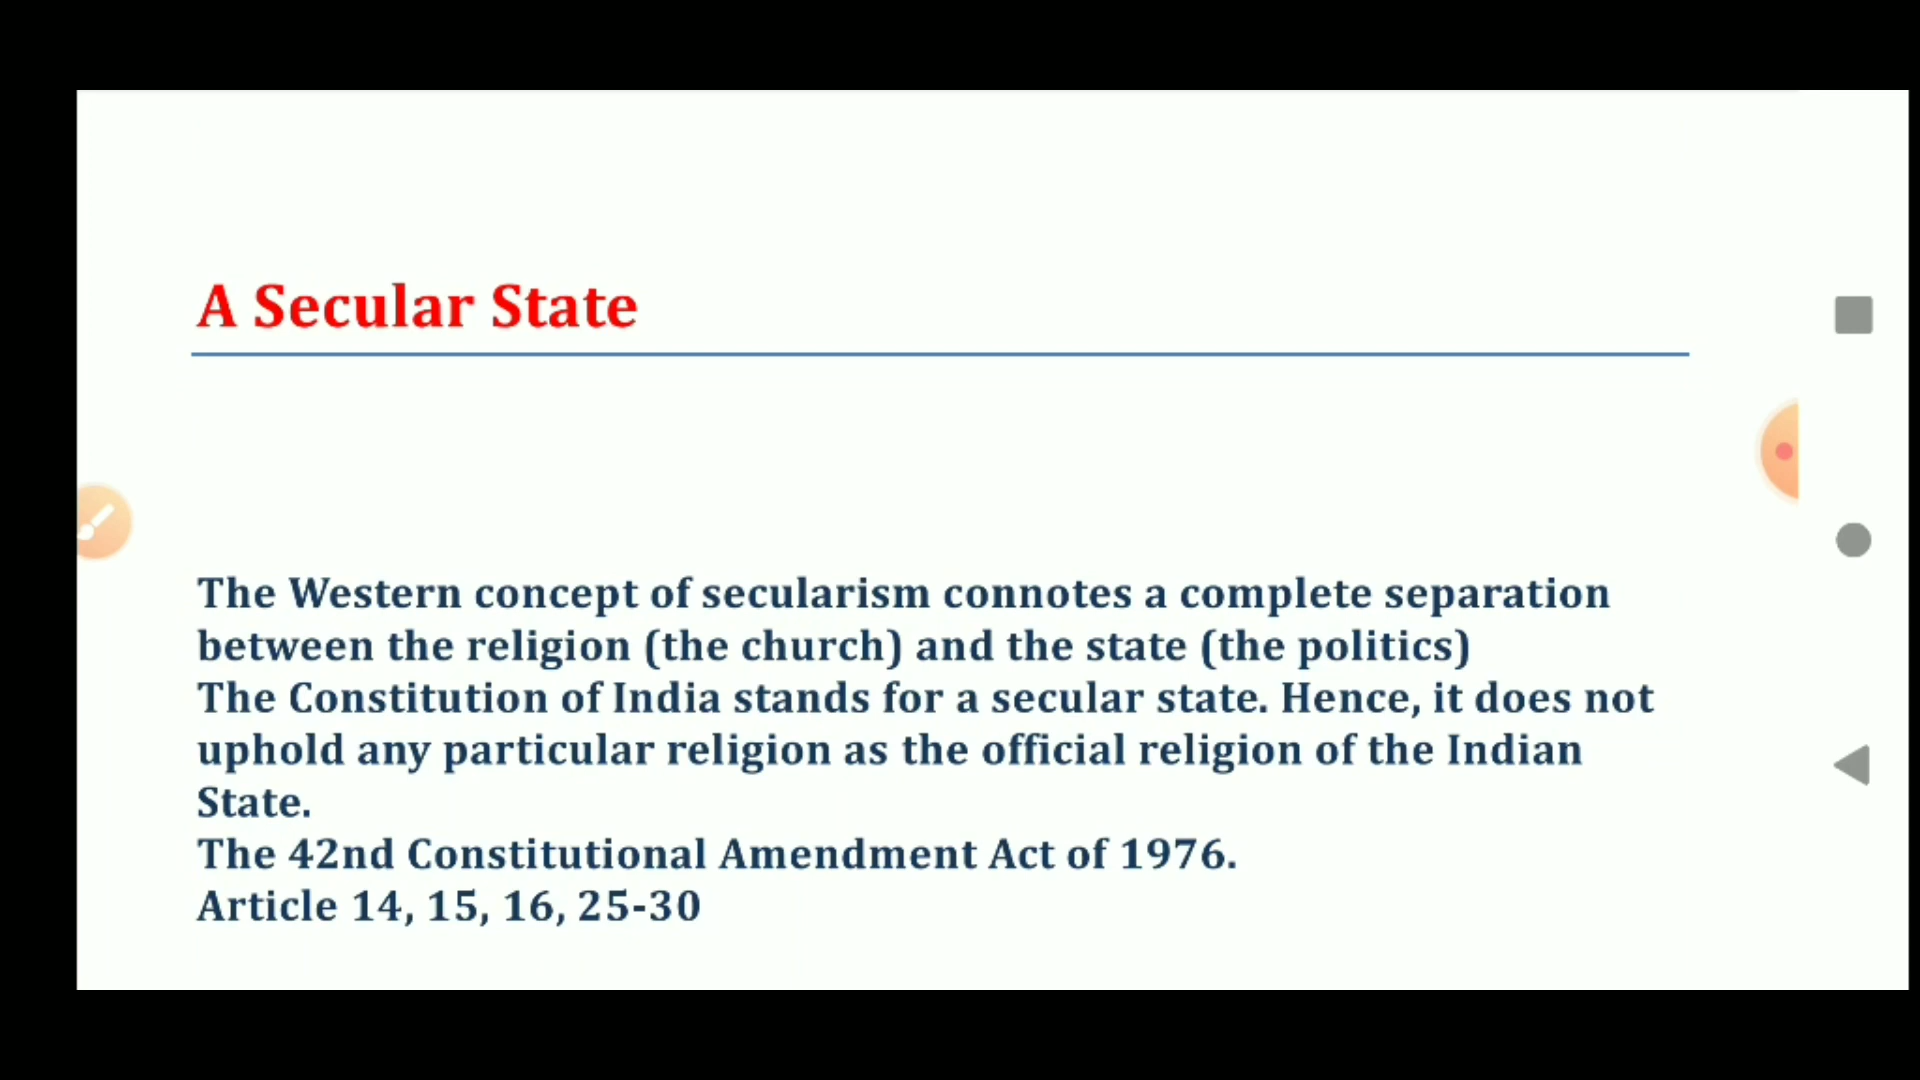 A Secular State
The Western concept of secularism connotes a complete separation
between the religion (the church) and the state (the politics)
The Constitution of India stands for a secular state. Hence, it does not
uphold any particular religion as the official religion of the Indian
State.
The 42nd Constitutional Amendment Act of 1976.
Article 14, 15, 16, 25-30